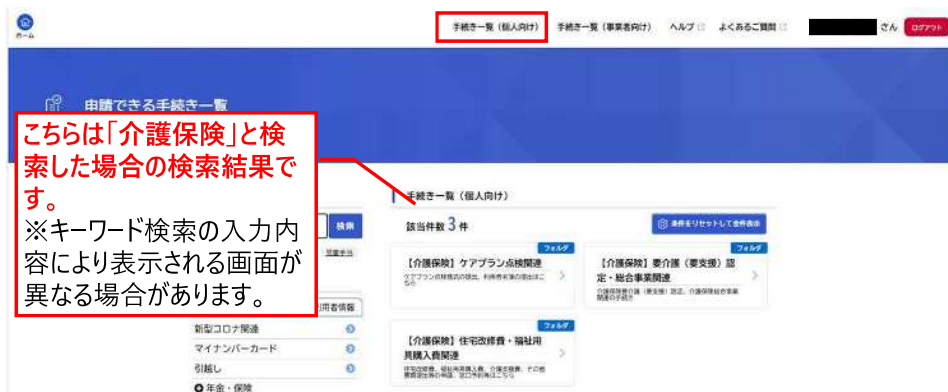 ホーム
手続き一覧（個人向け）
手続き一覧（事業者向け）
ヘルプ
よくあるご質問
さん
ログアウト
申請できる手続き一覧
こちらは「介護保険」と検
索した場合の検索結果で
す。
※キーワード検索の入力内
容により表示される画面が
異なる場合があります。
検索
児童手当
利用者情報
新型コロナ関連
マイナンバーカード
引越し
年金・保険
手続き一覧（個人向け）
該当件数 3 件
条件をリセットして全件表示
フォルダ
【介護保険】ケアプラン点検関連
フォルダ
【介護保険】要介護（要支援）認
定・総合事業関連
フォルダ
【介護保険】住宅改修費・福祉用
具購入費関連